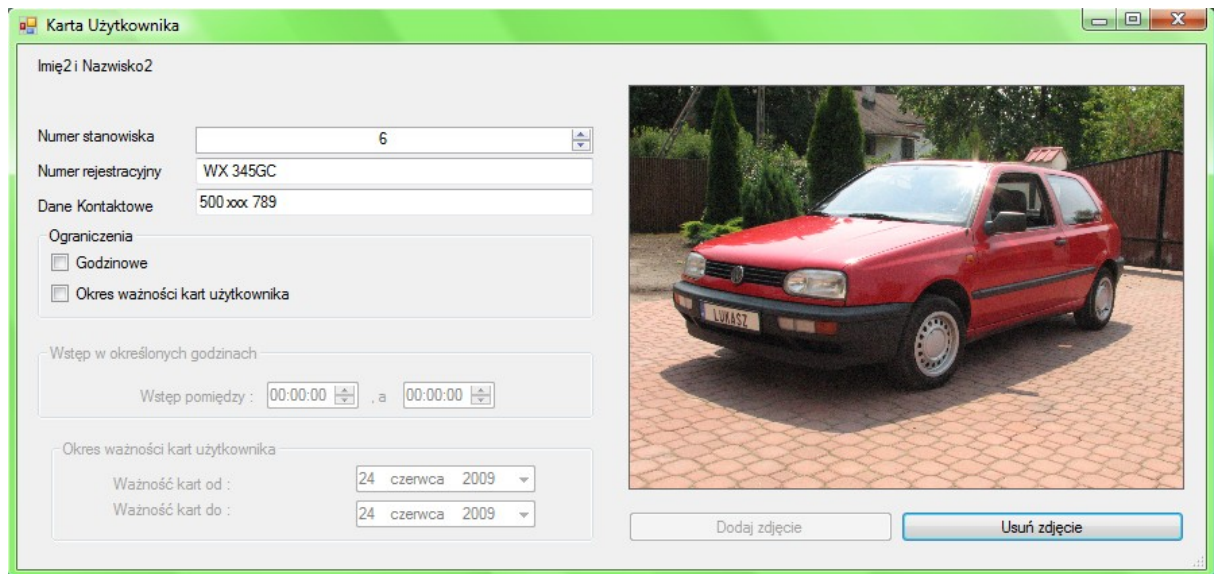 Karta Użytkownika
Imię2 i Nazwisko2
Numer stanowiska 6
Numer rejestracyjny WX 345GC
Dane Kontaktowe 500 xxx 789
Ograniczenia
Godzinowe
Okres ważności kart użytkownika
Wstęp w określonych godzinach
Wstęp pomiędzy : 00:00:00 , a 00:00:00
Okres ważności kart użytkownika
Ważność kart od : 24 czerwca 2009
Ważność kart do : 24 czerwca 2009
LUKASZ
Dodaj zdjęcie Usuń zdjęcie